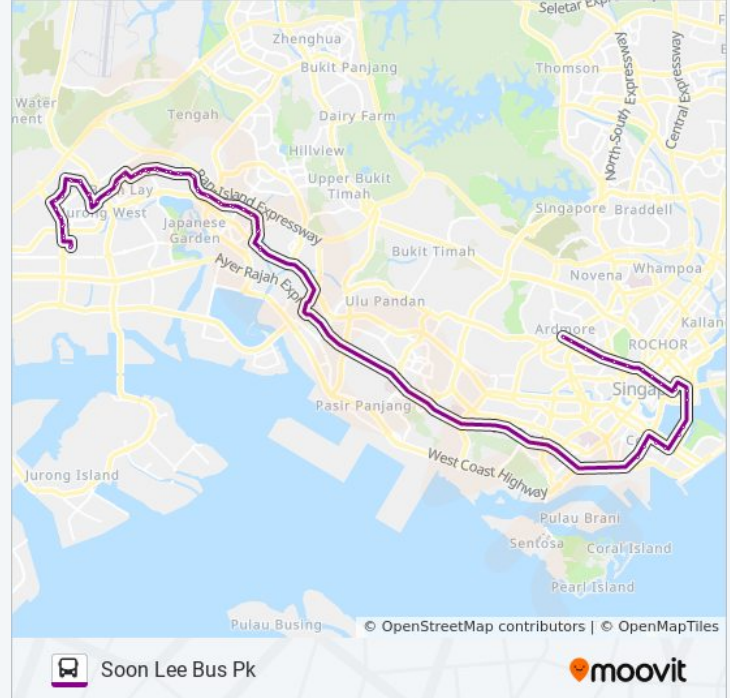 Seletar Exp
Zhenghua
Bukit Panjang
Thomson
North-South Expressway
Central Expressway
Water
ment
Tengah
Dairy Farm
Hillview
Upper Bukit
Timah
Lay
Jurong West
Pan-Island Expressway
Japanese
Garden
Singapore
Braddell
Bukit Timah
Ayer Rajah Exp
Novena
Whampoa
Ulu Pandan
Ardmore
Kallan
ROCHOR
Singap
Pasir Panjang
West Coast Highway
Jurong Island
Pulau Brani
Sentosa
Coral Island
Pearl Island
Pulau Busing
© OpenStreetMap contributors | © OpenMapTiles
Soon Lee Bus Pk
moovit